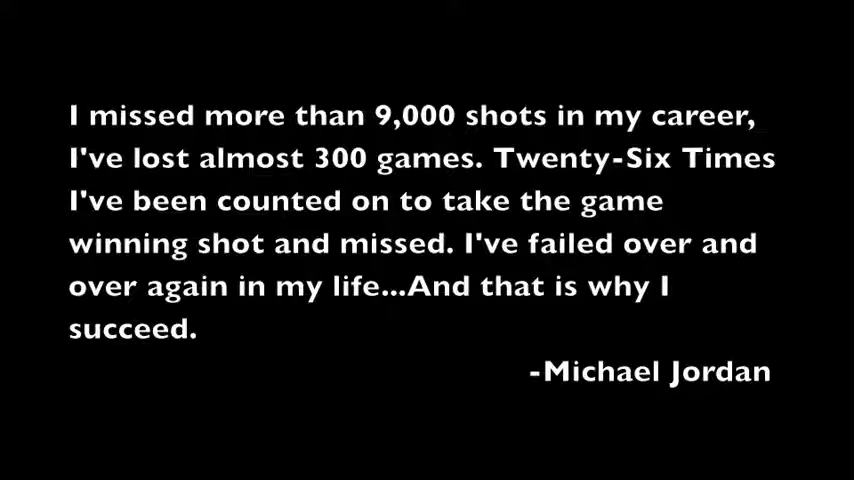 I missed more than 9,000 shots in my career,
I've lost almost 300 games. Twenty-Six Times
I've been counted on to take the game
winning shot and missed. I've failed over and
over again in my life...And that is why I
succeed.
-Michael Jordan